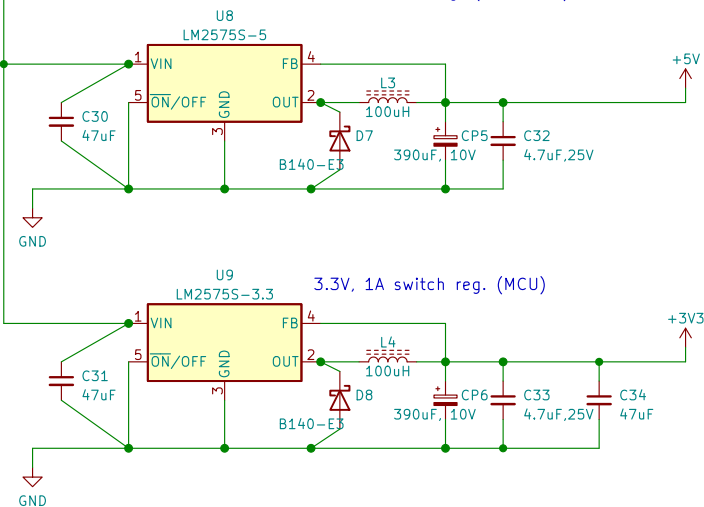 U8
LM2575S-5
1 VIN FB 4
+5V
L3
5 ON/OFF GND OUT 2
100uH
3
C30
47uF
D7
B140-E3
CP5
390uF, 10V
C32
4.7uF,25V
GND
U9
LM2575S-3.3
3.3V, 1A switch reg. (MCU)
1 VIN FB 4
+3V3
L4
5 ON/OFF GND OUT 2
100uH
3
C31
47uF
D8
B140-E3
CP6
390uF, 10V
C33
4.7uF,25V
C34
47uF
GND